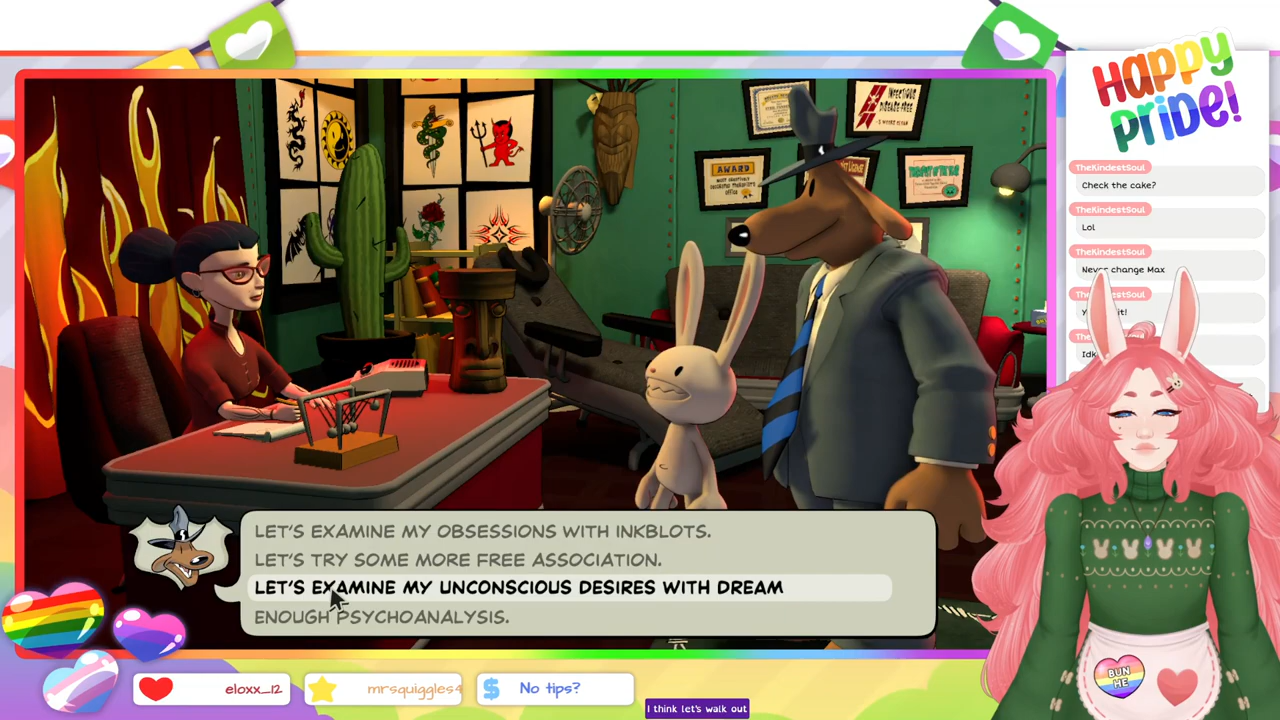 Happy
Pride!
TheKindestSoul
Check the cake?
TheKindestSoul
Lol
TheKindestSoul
Never change Max
AWARD
LET'S EXAMINE MY OBSESSIONS WITH INKBLOTS.
LET'S TRY SOME MORE FREE ASSOCIATION.
LET'S EXAMINE MY UNCONSCIOUS DESIRES WITH DREAM
ENOUGH PSYCHOANALYSIS.
BUN
ME
eloxx_12
mrsquiggles4
$ No tips?
I think let's walk out